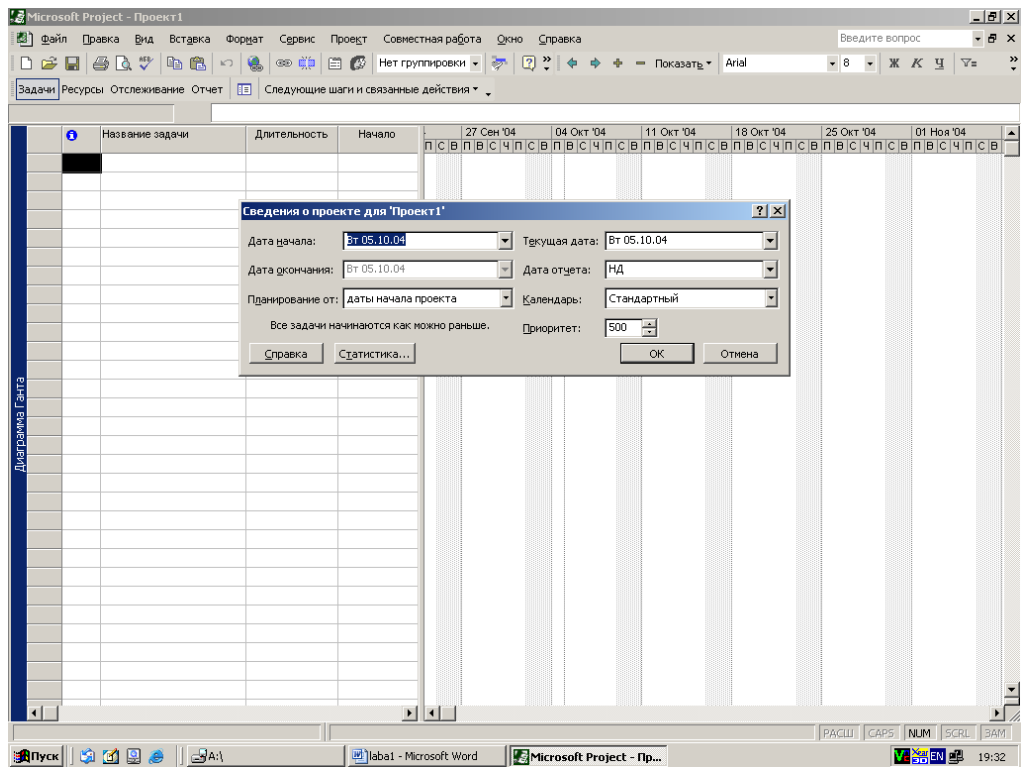 Microsoft Project - Проект1
Файл Правка Вид Вставка Формат Сервис Проект Совместная работа Окно Справка Введите вопрос
Нет группировки Показать Arial 8 Ж К Ч
Задачи Ресурсы Отслеживание Отчет Следующие шаги и связанные действия
Название задачи Длительность Начало 27 Сен '04 04 Окт '04 11 Окт '04 18 Окт '04 25 Окт '04 01 Ноя '04
П С В П В С Ч П С В П В С Ч П С В П В С Ч П С В П В С Ч П С В П В С Ч П С В П В С Ч П С В
Сведения о проекте для 'Проект1'
Дата начала: Вт 05.10.04 Текущая дата: Вт 05.10.04
Дата окончания: Вт 05.10.04 Дата отчета: НД
Планирование от: даты начала проекта Календарь: Стандартный
Все задачи начинаются как можно раньше. Приоритет: 500
Справка Статистика... ОК Отмена
Диаграмма Ганта
РАСШ CAPS NUM SCRL ЗАМ
Пуск A:\ laba1 - Microsoft Word Microsoft Project - Пр... EN 19:32